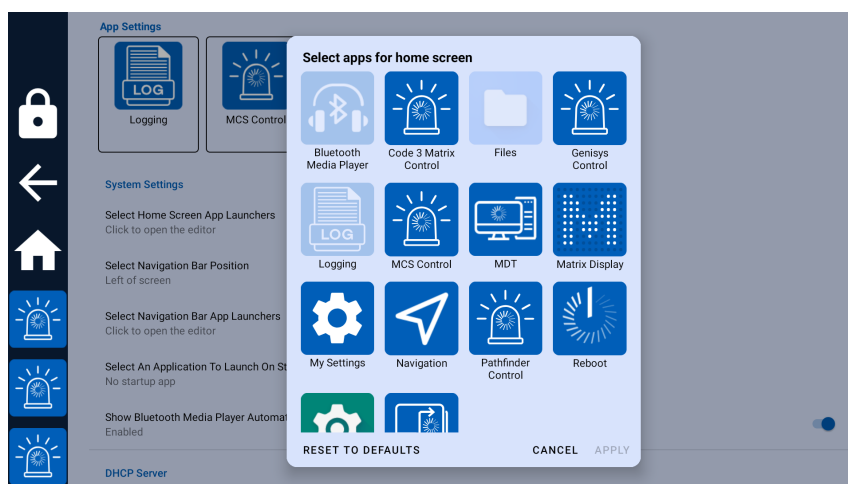 App Settings
LOG
Logging
MCS Control
System Settings
Select Home Screen App Launchers
Click to open the editor
Select Navigation Bar Position
Left of screen
Select Navigation Bar App Launchers
Click to open the editor
Select An Application To Launch On St
No startup app
Show Bluetooth Media Player Automat
Enabled
DHCP Server
Select apps for home screen
Bluetooth
Media Player
Code 3 Matrix
Control
Files
Genisys
Control
LOG
Logging
MCS Control
MDT
M
Matrix Display
My Settings
Navigation
Pathfinder
Control
Reboot
RESET TO DEFAULTS
CANCEL
APPLY